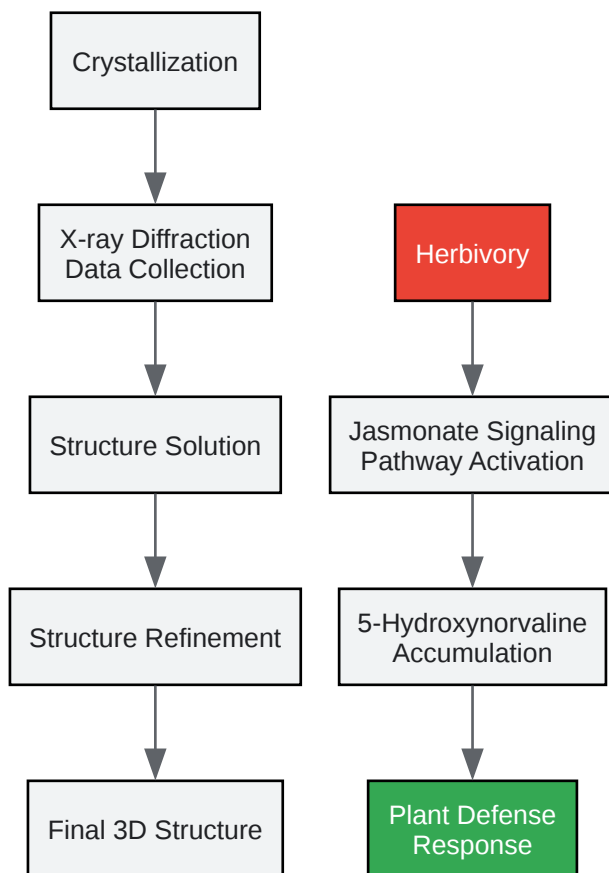 Crystallization
X-ray Diffraction
Data Collection
Structure Solution
Structure Refinement
Final 3D Structure
Herbivory
Jasmonate Signaling
Pathway Activation
5-Hydroxynorvaline
Accumulation
Plant Defense
Response